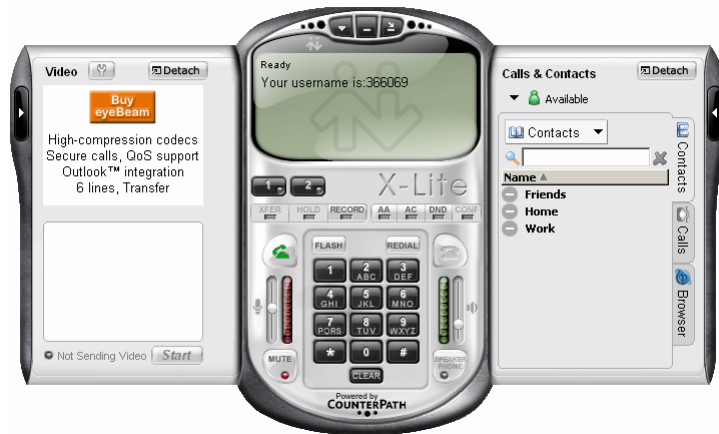 Video
Detach
Buy
eyeBeam
High-compression codecs
Secure calls, QoS support
Outlook™ integration
6 lines, Transfer
Not Sending Video
Start
Ready
Your username is:366069
1
2
X-Lite
XFER HOLD RECORD AA AC DND CONF
FLASH REDIAL
1 2 ABC 3 DEF
4 GHI 5 JKL 6 MNO
7 PQRS 8 TUV 9 WXYZ
* 0 #
MUTE
SPEAKER
PHONE
CLEAR
Powered by
COUNTERPATH
Calls & Contacts
Detach
Available
Contacts
Name
Friends
Home
Work
Contacts
Calls
Browser